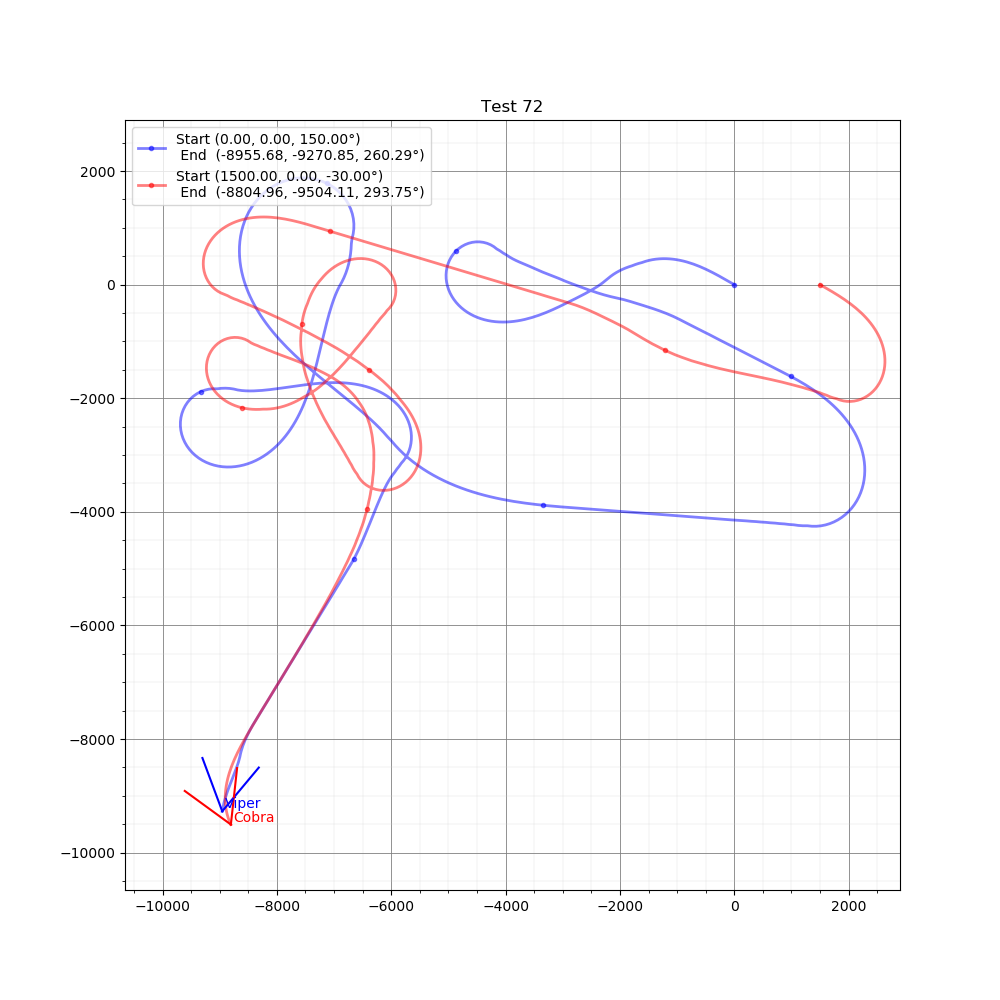 Test 72
Start (0.00, 0.00, 150.00°)
End (-8955.68, -9270.85, 260.29°)
Start (1500.00, 0.00, -30.00°)
End (-8804.96, -9504.11, 293.75°)
2000
0
−2000
−4000
−6000
−8000
−10000
Viper
Cobra
−10000 −8000 −6000 −4000 −2000 0 2000